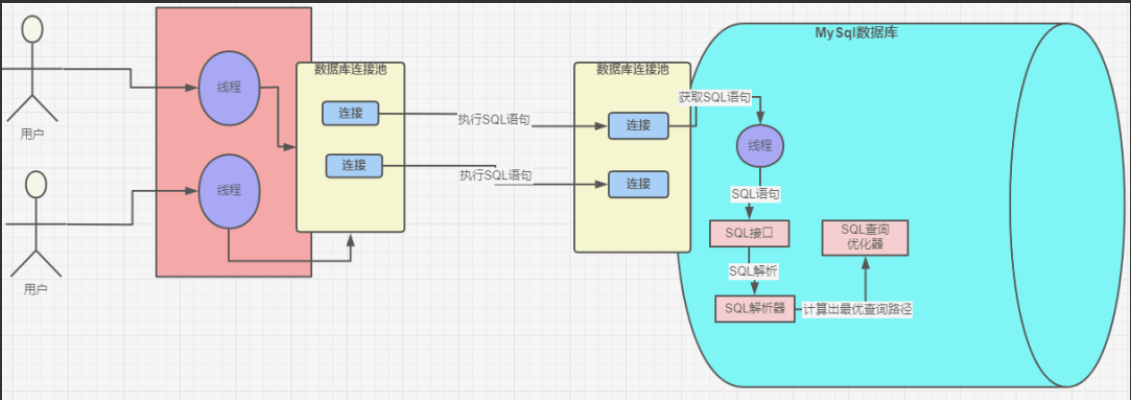 MySql数据库
数据库连接池
数据库连接池
线程
连接
执行SQL语句
连接
获取SQL语句
线程
用户
连接
执行SQL语句
连接
线程
SQL语句
SQL接口
SQL查询
优化器
SQL解析
用户
SQL解析器
计算出最优查询路径